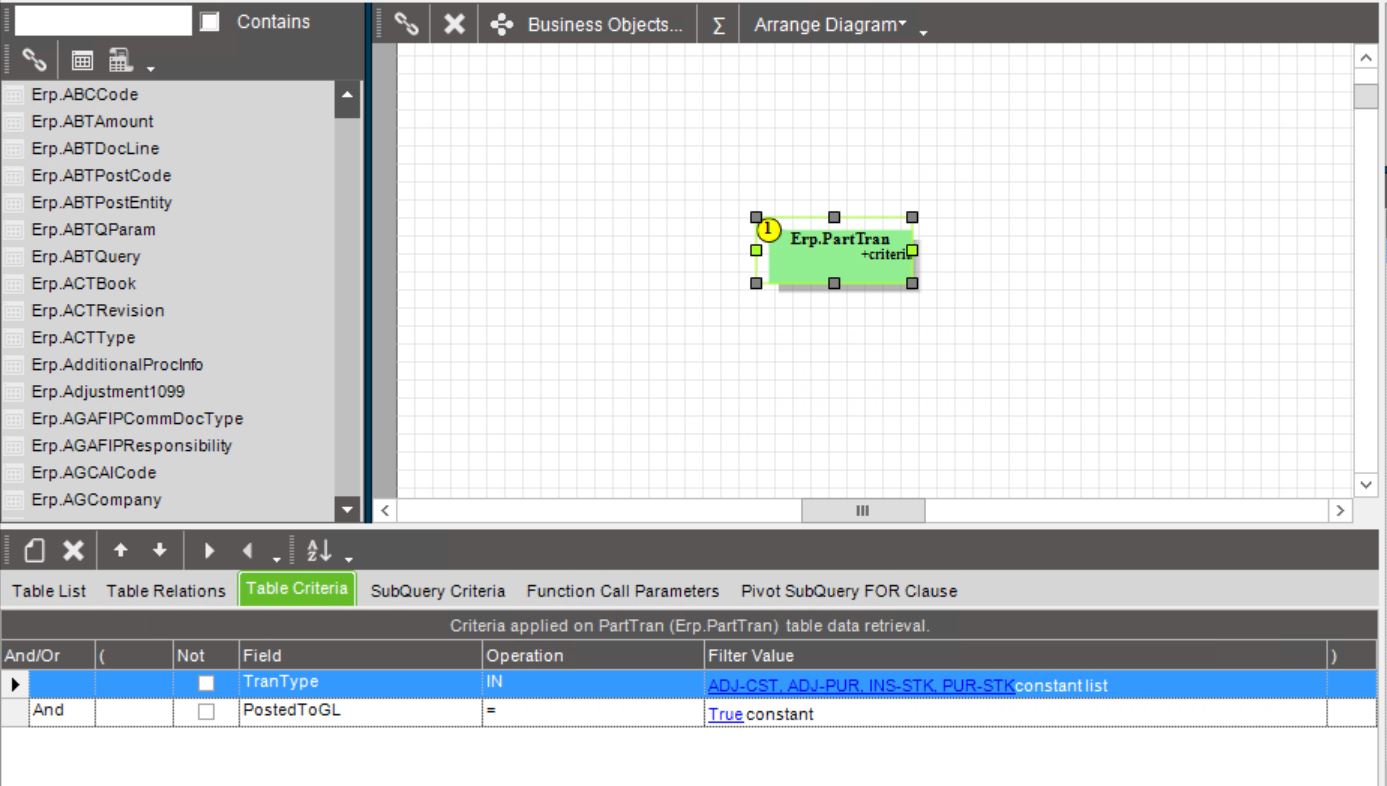 Contains
Business Objects...
Σ
Arrange Diagram
Erp.ABCCode
Erp.ABTAmount
Erp.ABTDocLine
Erp.ABTPostCode
Erp.ABTPostEntity
Erp.ABTQParam
Erp.ABTQuery
Erp.ACTBook
Erp.ACTRevision
Erp.ACTType
Erp.AdditionalProcInfo
Erp.Adjustment1099
Erp.AGAFIPCommDocType
Erp.AGAFIPResponsibility
Erp.AGCAICode
Erp.AGCompany
1
Erp.PartTran
+criteria
Table List Table Relations Table Criteria SubQuery Criteria Function Call Parameters Pivot SubQuery FOR Clause
Criteria applied on PartTran (Erp.PartTran) table data retrieval.
And/Or ( Not Field Operation Filter Value )
TranType IN ADJ-CST, ADJ-PUR, INS-STK, PUR-STK constant list
And PostedToGL = True constant